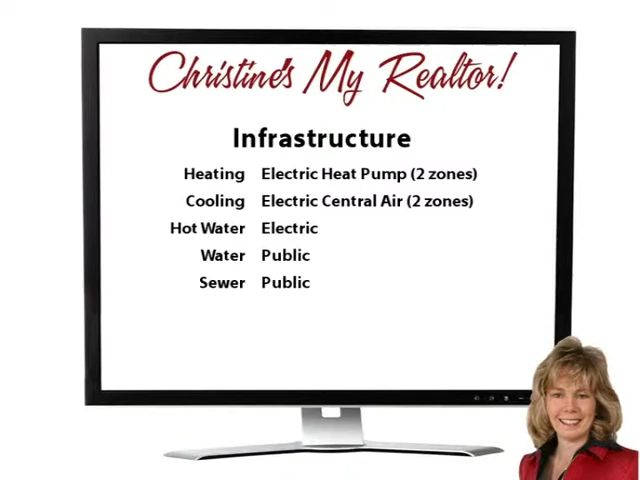 Christine's My Realtor!
Infrastructure
Heating Electric Heat Pump (2 zones)
Cooling Electric Central Air (2 zones)
Hot Water Electric
Water Public
Sewer Public